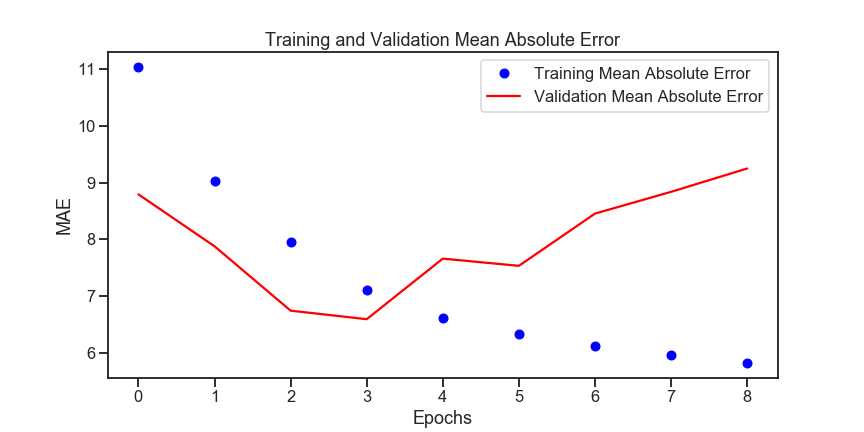 Training and Validation Mean Absolute Error
Training Mean Absolute Error
Validation Mean Absolute Error
MAE
11
10
9
8
7
6
0 1 2 3 4 5 6 7 8
Epochs